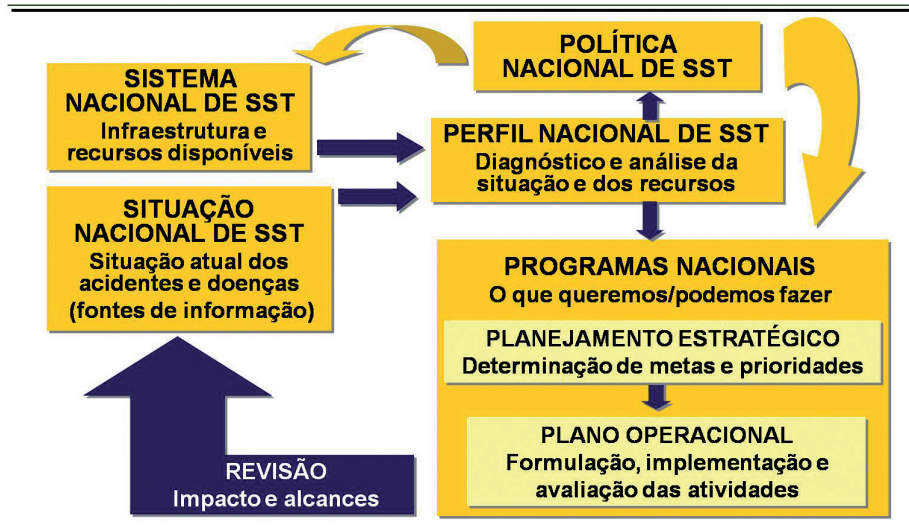 POLÍTICA
NACIONAL DE SST
SISTEMA
NACIONAL DE SST
Infraestrutura e
recursos disponíveis
PERFIL NACIONAL DE SST
Diagnóstico e análise da
situação e dos recursos
SITUAÇÃO
NACIONAL DE SST
Situação atual dos
acidentes e doenças
(fontes de informação)
PROGRAMAS NACIONAIS
O que queremos/podemos fazer
PLANEJAMENTO ESTRATÉGICO
Determinação de metas e prioridades
PLANO OPERACIONAL
Formulação, implementação e
avaliação das atividades
REVISÃO
Impacto e alcances